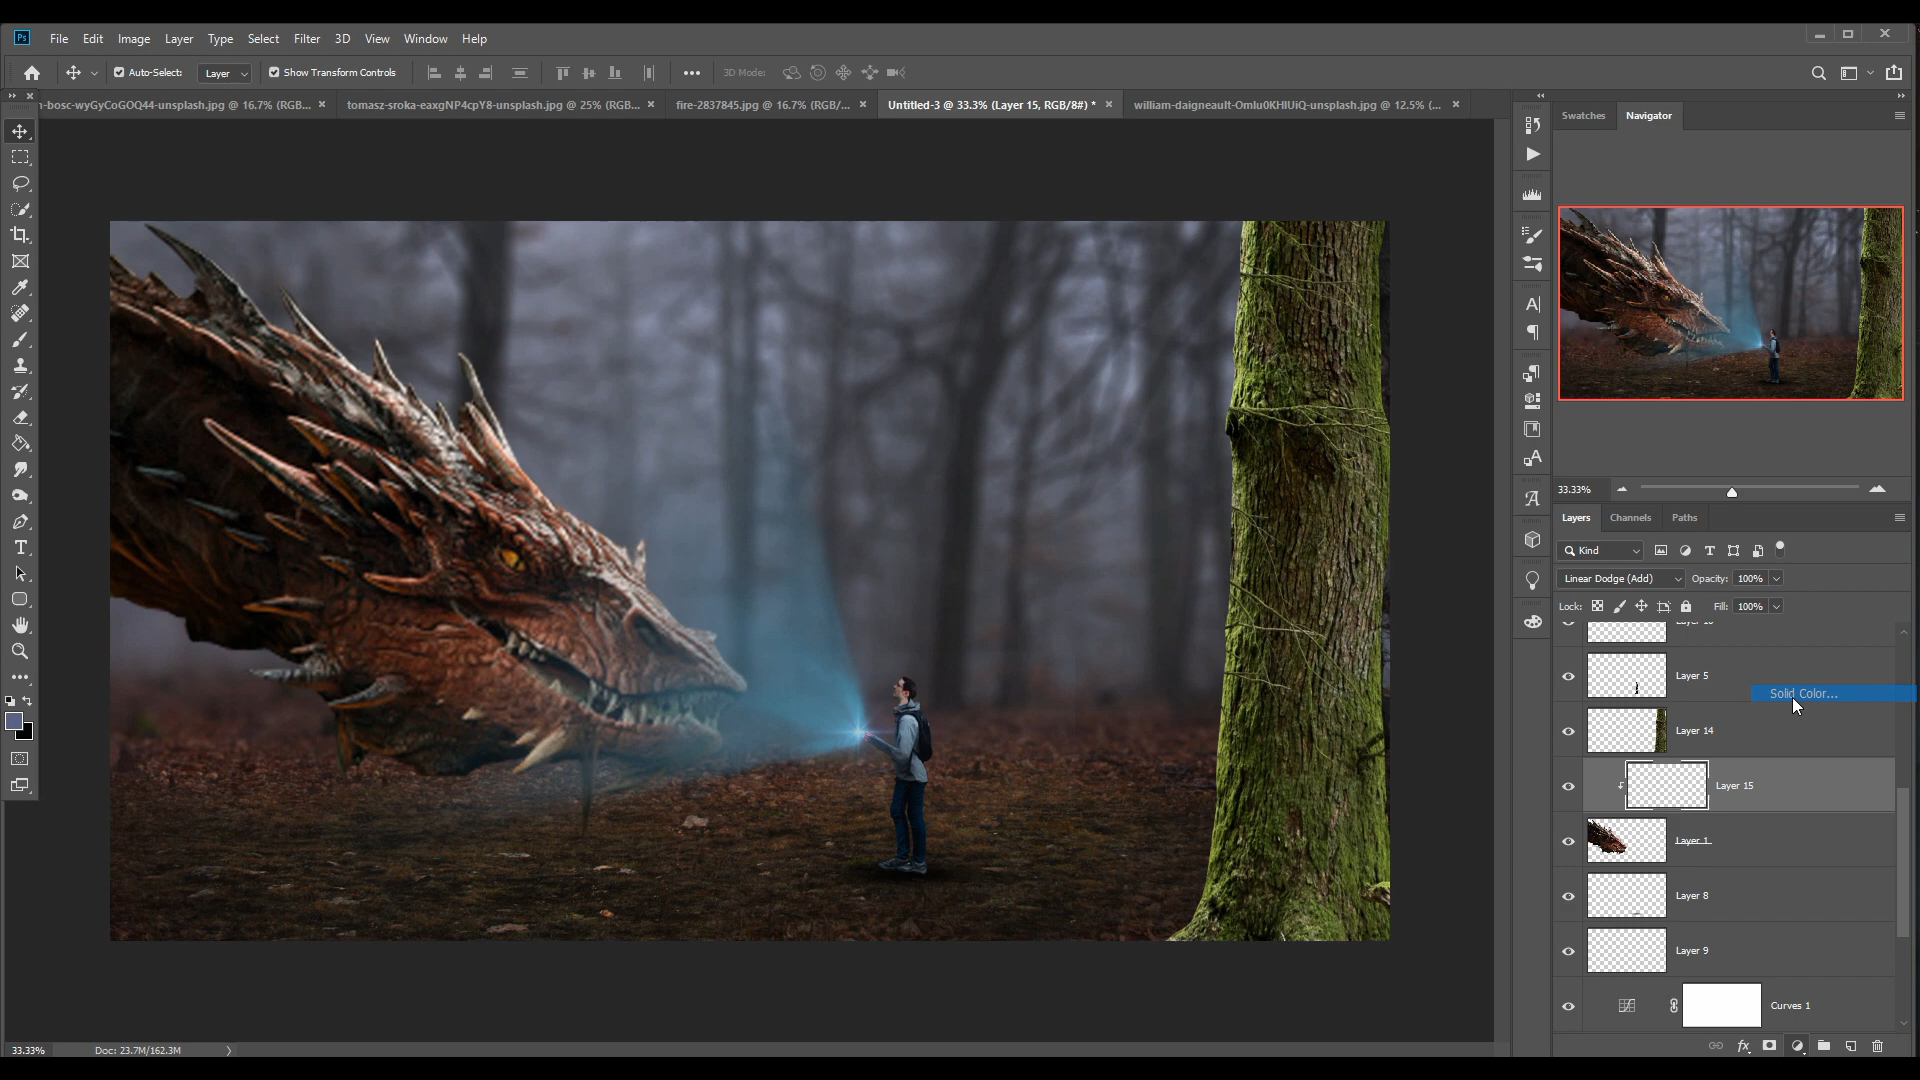 Ps File Edit Image Layer Type Select Filter 3D View Window Help
Auto-Select: Layer Show Transform Controls 3D Mode:
n-bosc-wyGyCoGOQ44-unsplash.jpg @ 16.7% (RGB... × tomasz-sroka-eaxgNP4cpY8-unsplash.jpg @ 25% (RGB... × fire-2837845.jpg @ 16.7% (RGB/... × Untitled-3 @ 33.3% (Layer 15, RGB/8#) * × william-daigneault-OmIu0KHIUiQ-unsplash.jpg @ 12.5% (... ×
Swatches Navigator
33.33%
Layers Channels Paths
Kind
Linear Dodge (Add) Opacity: 100%
Lock: Fill: 100%
Layer 5
Solid Color...
Layer 14
Layer 15
Layer 1
Layer 8
Layer 9
Curves 1
33.33% Doc: 23.7M/162.3M